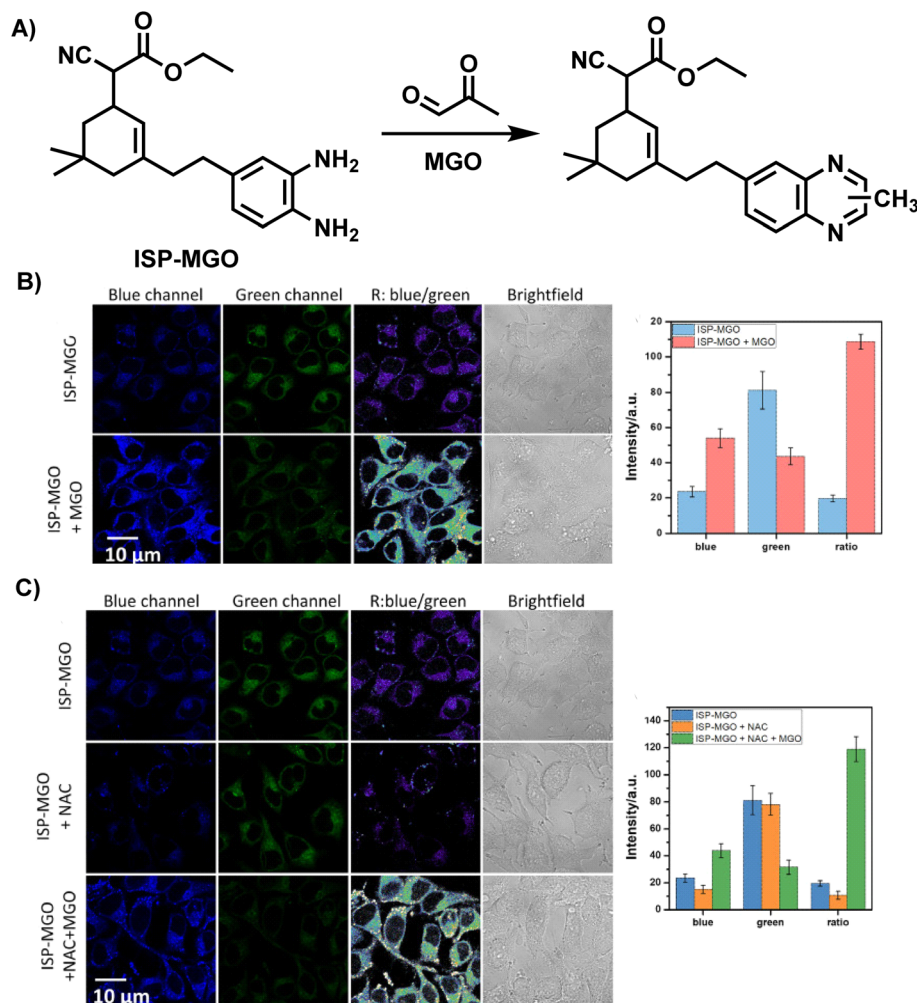 A)
O
NC
O
O
O
MGO
NH2
NH2
ISP-MGO
O
NC
O
N
N
CH3
B)
Blue channel Green channel R: blue/green Brightfield
ISP-MGO
ISP-MGO
+ MGO
10 µm
ISP-MGO
ISP-MGO + MGO
Intensity/a.u.
20
100
80
60
40
20
0
blue green ratio
C)
Blue channel Green channel R:blue/green Brightfield
ISP-MGO
ISP-MGO
+ NAC
ISP-MGO
+NAC+MGO
10 µm
ISP-MGO
ISP-MGO + NAC
ISP-MGO + NAC + MGO
Intensity/a.u.
140
120
100
80
60
40
20
0
blue green ratio